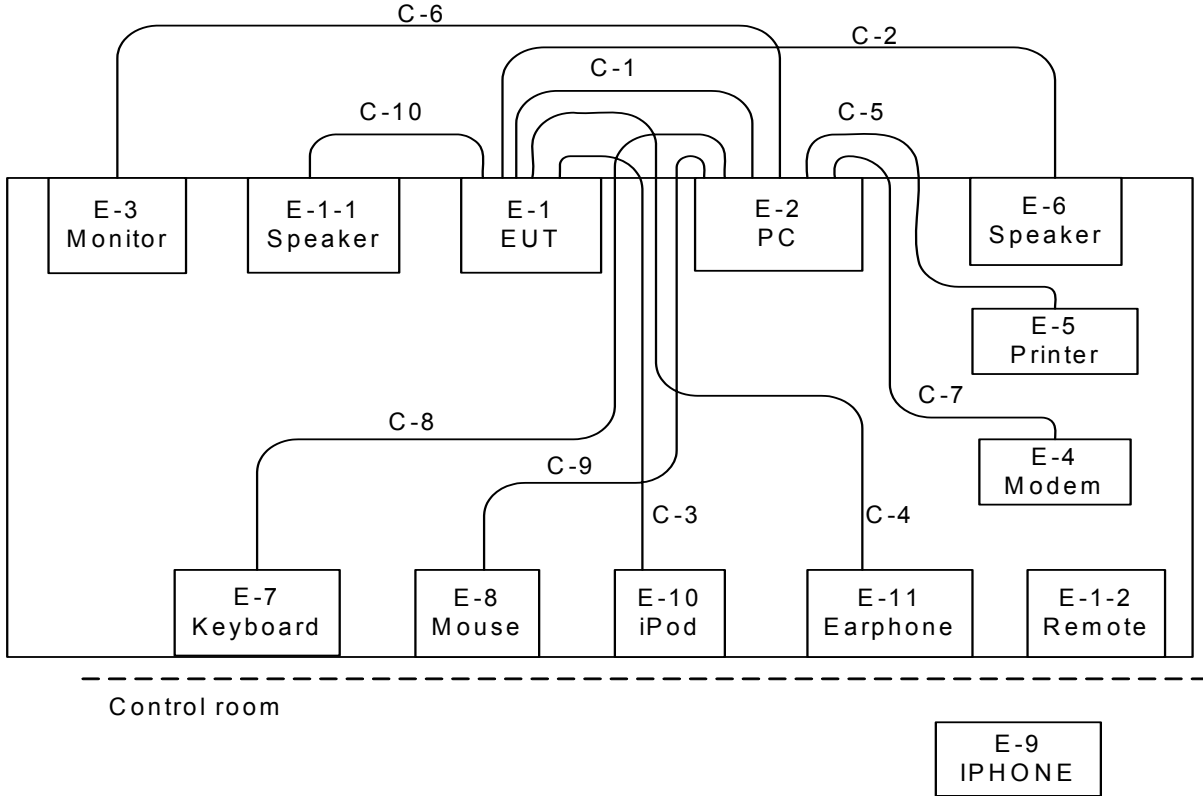 C-6
C-2
C-1
C-10
C-5
E-3
Monitor
E-1-1
Speaker
E-1
EUT
E-2
PC
E-6
Speaker
E-5
Printer
C-7
C-8
C-9
E-4
Modem
C-3
C-4
E-7
Keyboard
E-8
Mouse
E-10
iPod
E-11
Earphone
E-1-2
Remote
Control room
E-9
IPHONE